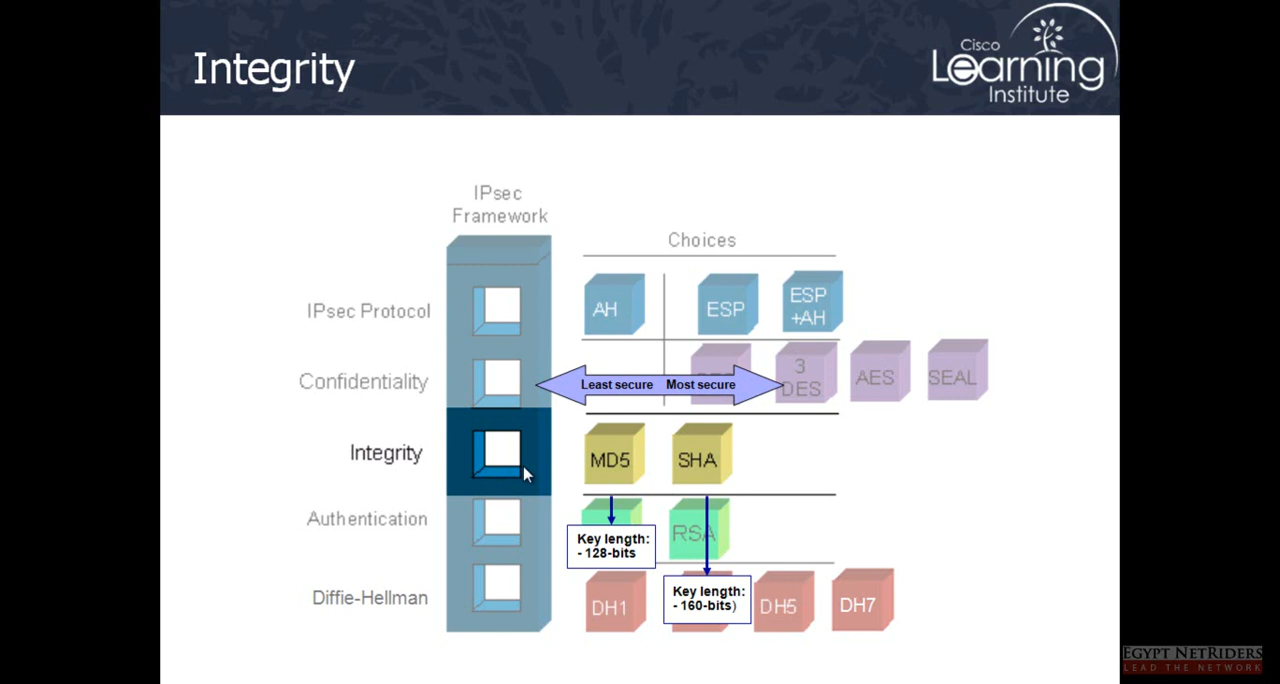 Integrity
Cisco
Learning
Institute
IPsec
Framework
Choices
IPsec Protocol
AH
ESP
ESP
+AH
Confidentiality
Least secure Most secure
3
DES
AES
SEAL
Integrity
MD5
SHA
Authentication
RSA
Key length:
- 128-bits
Key length:
- 160-bits)
Diffie-Hellman
DH1
DH5
DH7
EGYPT NETRIDERS
LEAD THE NETWORK